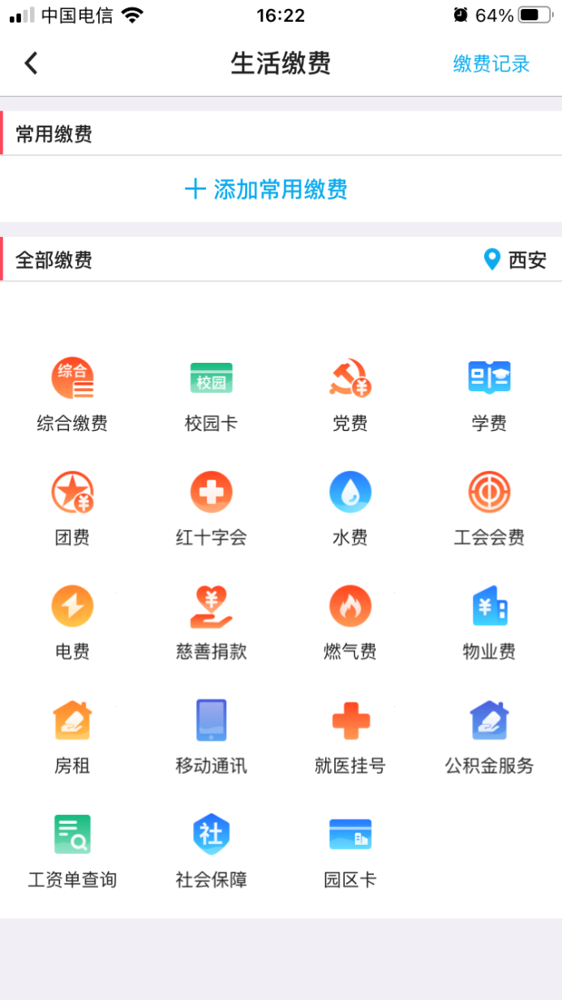 中国电信 16:22 64%
生活缴费 缴费记录
常用缴费
添加常用缴费
全部缴费 西安
综合 校园
综合缴费 校园卡 党费 学费
团费 红十字会 水费 工会会费
电费 慈善捐款 燃气费 物业费
房租 移动通讯 就医挂号 公积金服务
社
工资单查询 社会保障 园区卡